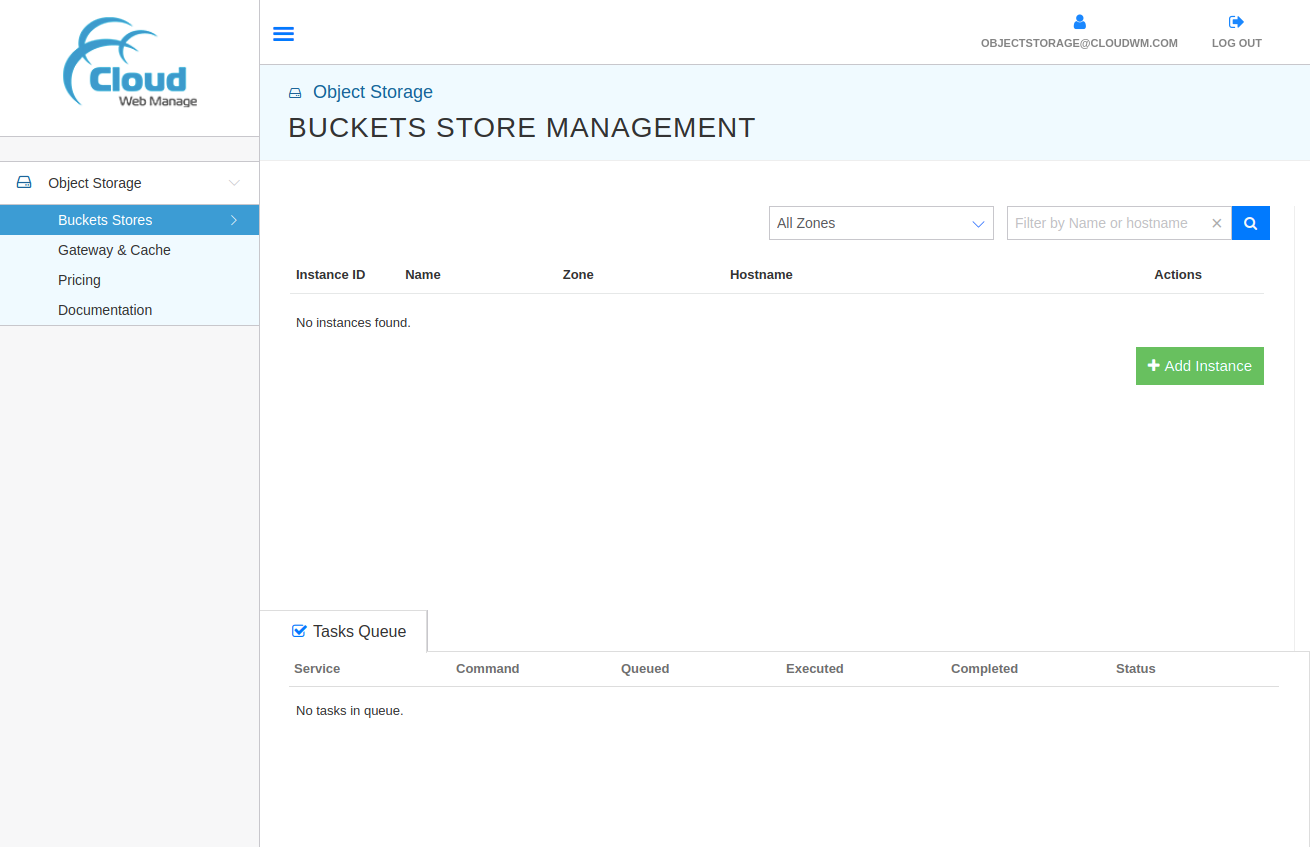 Cloud
Web Manage
OBJECTSTORAGE@CLOUDWM.COM
LOG OUT
Object Storage
BUCKETS STORE MANAGEMENT
Object Storage
Buckets Stores
Gateway & Cache
Pricing
Documentation
All Zones
Filter by Name or hostname
Instance ID Name Zone Hostname Actions
No instances found.
Add Instance
Tasks Queue
Service Command Queued Executed Completed Status
No tasks in queue.